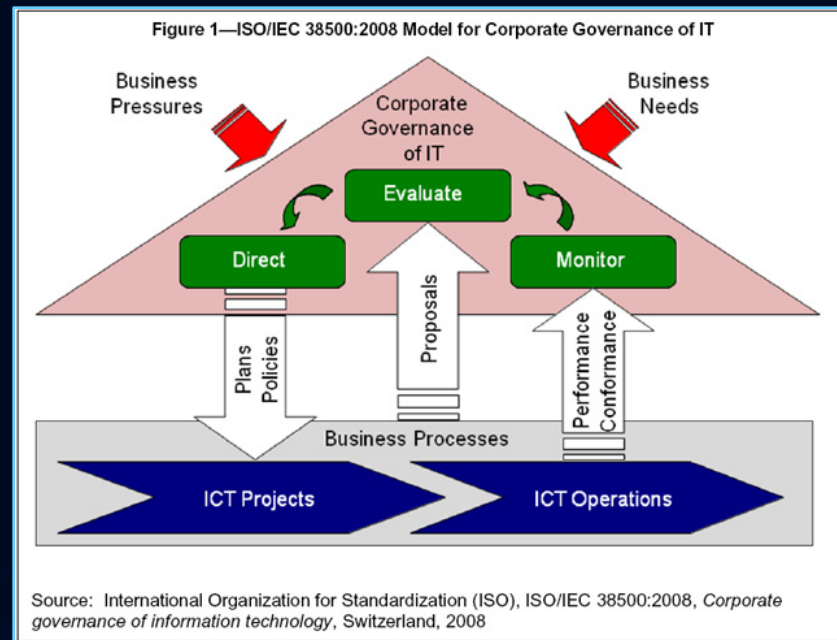 Figure 1—ISO/IEC 38500:2008 Model for Corporate Governance of IT
Business
Pressures
Business
Needs
Corporate
Governance
of IT
Evaluate
Direct
Monitor
Plans
Policies
Proposals
Performance
Conformance
Business Processes
ICT Projects
ICT Operations
Source: International Organization for Standardization (ISO), ISO/IEC 38500:2008, Corporate
governance of information technology, Switzerland, 2008